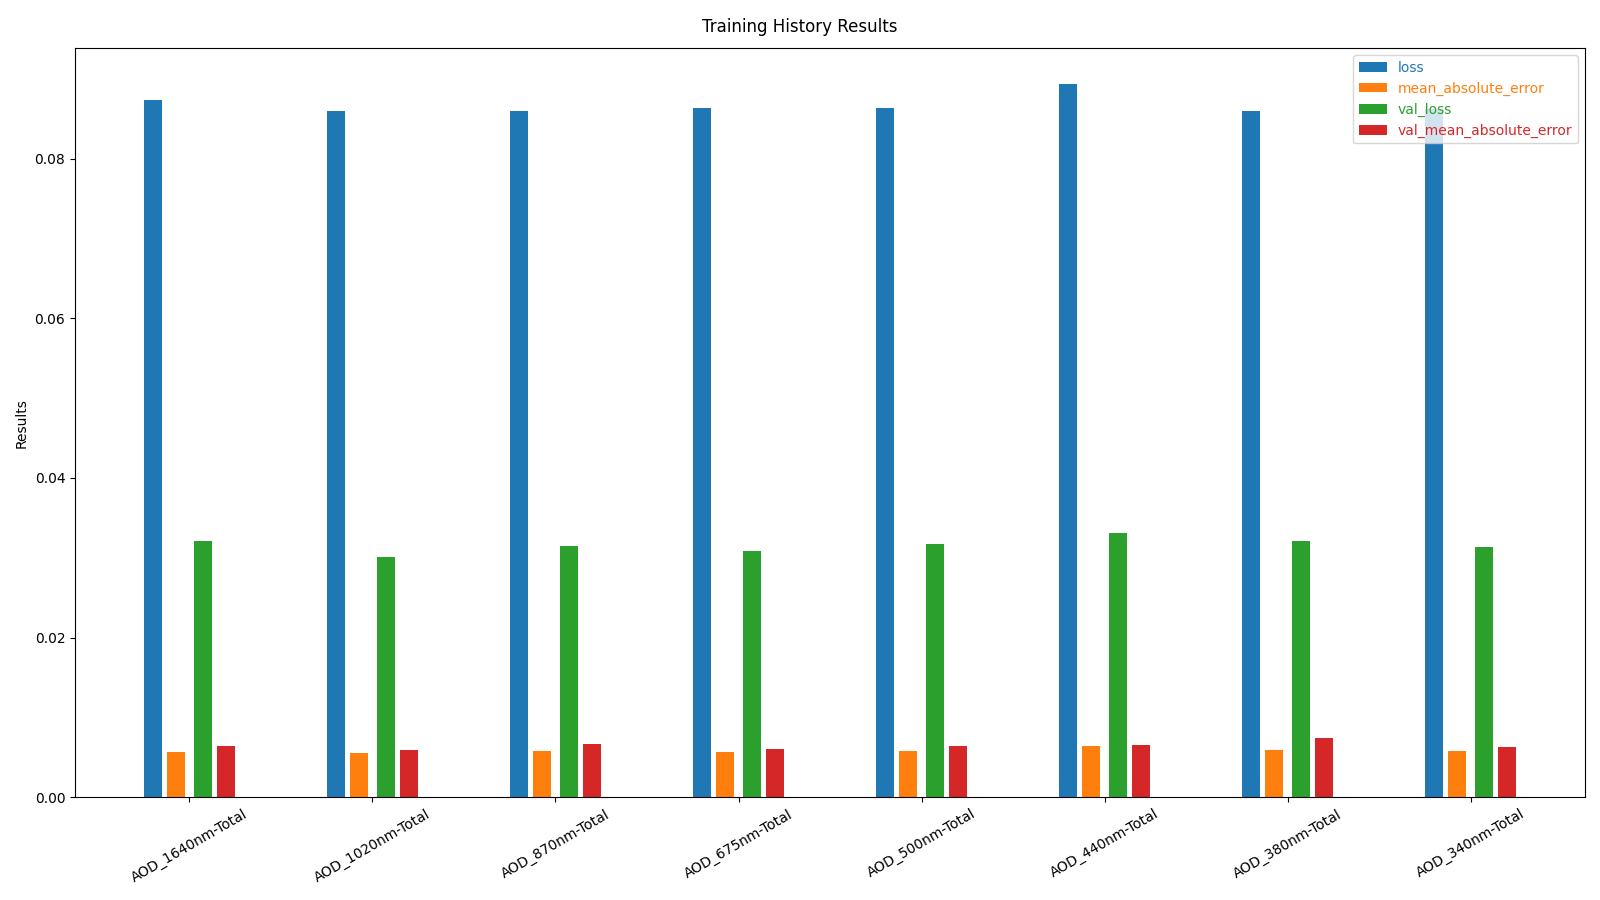 Training History Results
loss
mean_absolute_error
val_loss
val_mean_absolute_error
Results
0.08
0.06
0.04
0.02
0.00
AOD_1640nm-Total
AOD_1020nm-Total
AOD_870nm-Total
AOD_675nm-Total
AOD_500nm-Total
AOD_440nm-Total
AOD_380nm-Total
AOD_340nm-Total